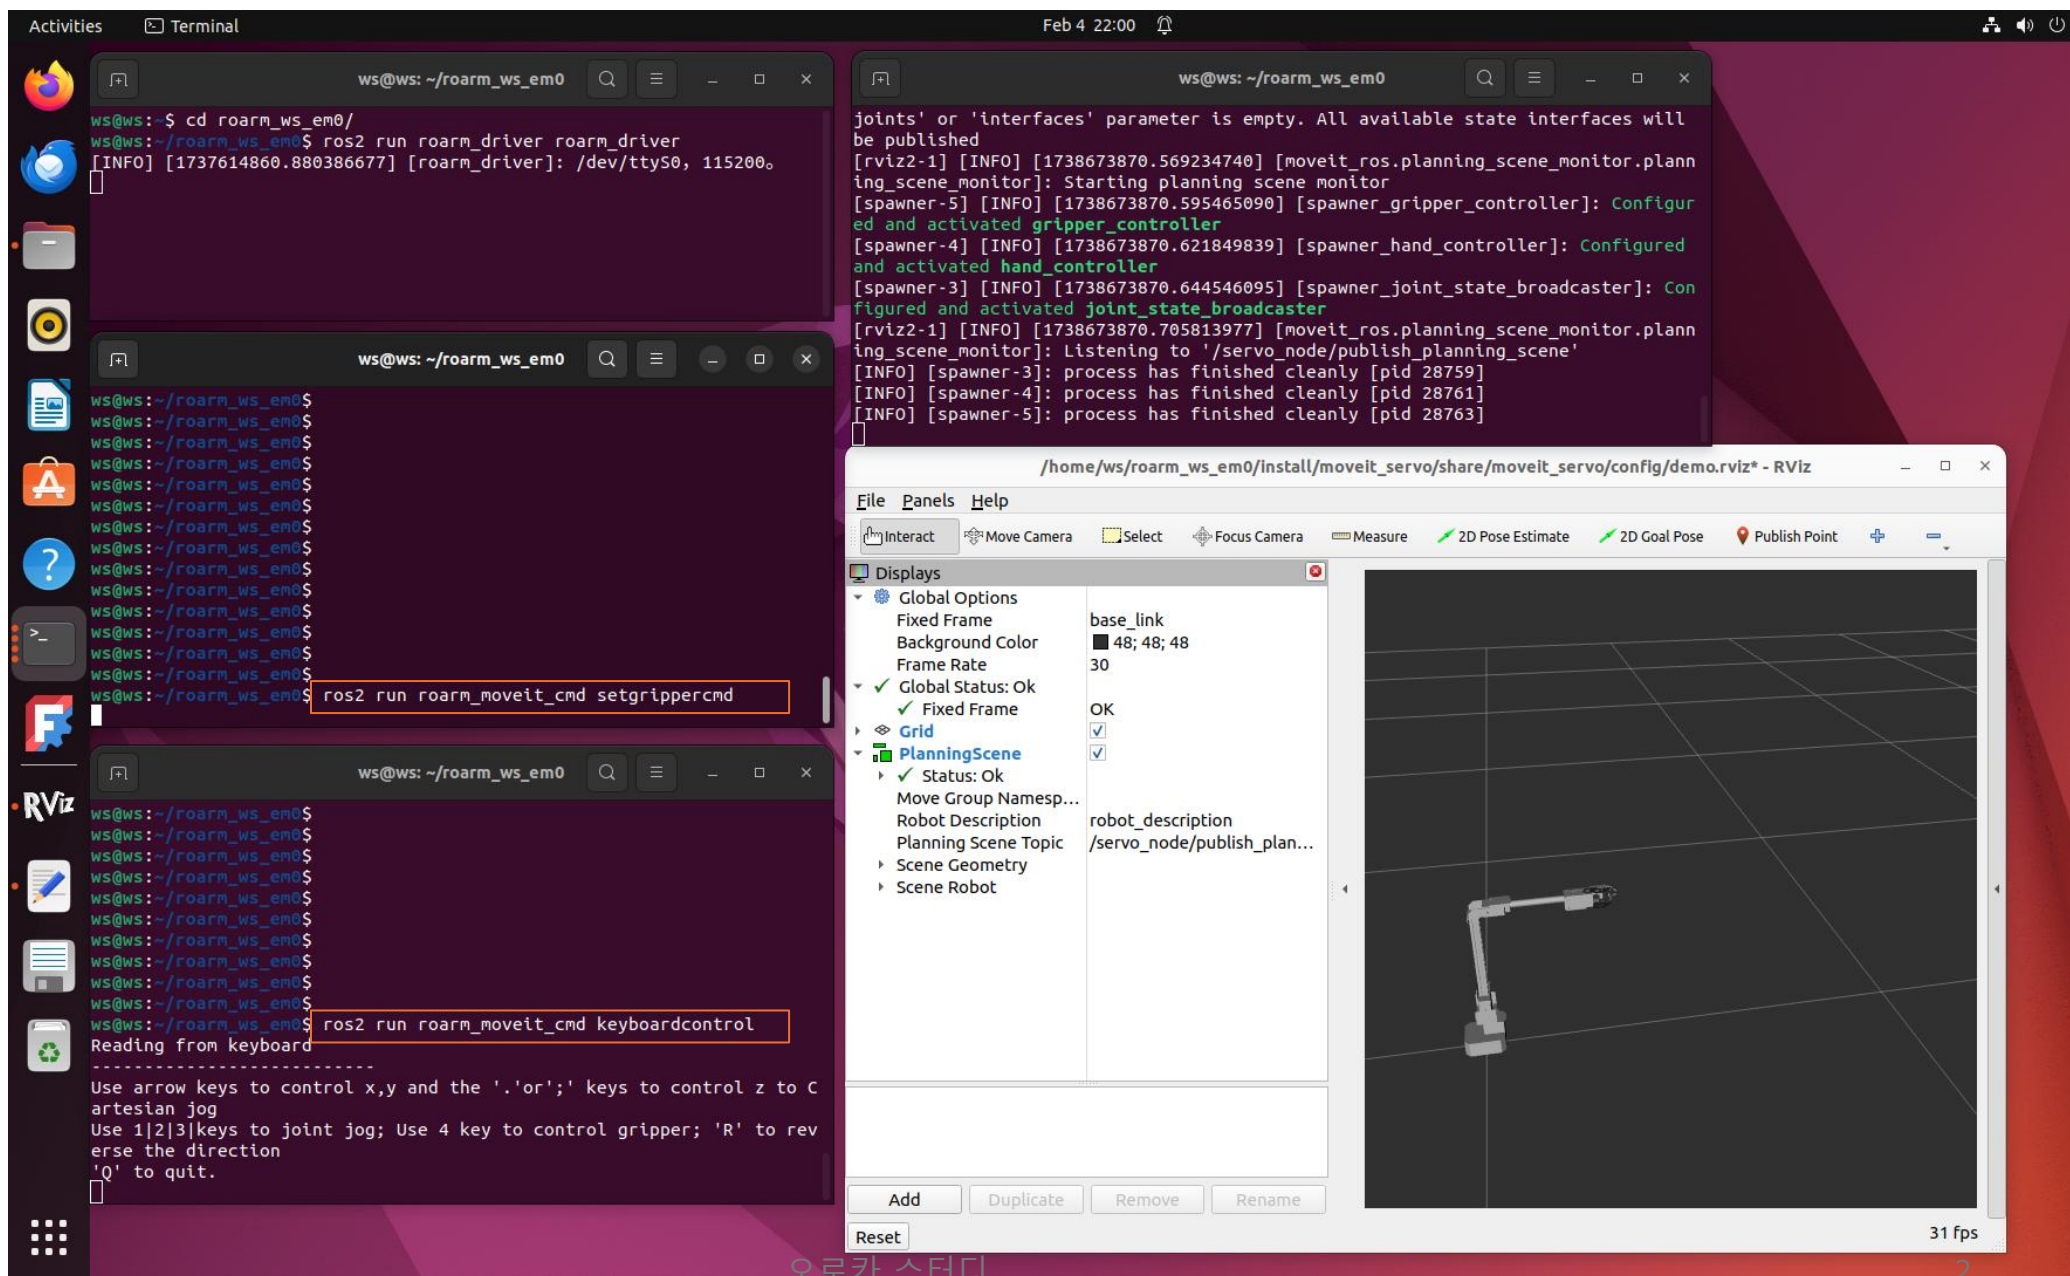 Activities
Terminal
Feb 4 22:00
ws@ws: ~/roarm_ws_em0
ws@ws:~$ cd roarm_ws_em0/
ws@ws:~/roarm_ws_em0$ ros2 run roarm_driver roarm_driver
[INFO] [1737614860.880386677] [roarm_driver]: /dev/ttyS0, 115200。
ws@ws: ~/roarm_ws_em0
ws@ws:~/roarm_ws_em0$
ws@ws:~/roarm_ws_em0$
ws@ws:~/roarm_ws_em0$
ws@ws:~/roarm_ws_em0$
ws@ws:~/roarm_ws_em0$
ws@ws:~/roarm_ws_em0$
ws@ws:~/roarm_ws_em0$
ws@ws:~/roarm_ws_em0$
ws@ws:~/roarm_ws_em0$
ws@ws:~/roarm_ws_em0$
ws@ws:~/roarm_ws_em0$
ws@ws:~/roarm_ws_em0$
ws@ws:~/roarm_ws_em0$
ws@ws:~/roarm_ws_em0$
ws@ws:~/roarm_ws_em0$ ros2 run roarm_moveit_cmd setgrippercmd
ws@ws: ~/roarm_ws_em0
ws@ws:~/roarm_ws_em0$
ws@ws:~/roarm_ws_em0$
ws@ws:~/roarm_ws_em0$
ws@ws:~/roarm_ws_em0$
ws@ws:~/roarm_ws_em0$
ws@ws:~/roarm_ws_em0$
ws@ws:~/roarm_ws_em0$
ws@ws:~/roarm_ws_em0$
ws@ws:~/roarm_ws_em0$
ws@ws:~/roarm_ws_em0$
ws@ws:~/roarm_ws_em0$ ros2 run roarm_moveit_cmd keyboardcontrol
Reading from keyboard
---------------------------
Use arrow keys to control x,y and the '.'or';' keys to control z to C
artesian jog
Use 1|2|3|keys to joint jog; Use 4 key to control gripper; 'R' to rev
erse the direction
'Q' to quit.
ws@ws: ~/roarm_ws_em0
joints' or 'interfaces' parameter is empty. All available state interfaces will
be published
[rviz2-1] [INFO] [1738673870.569234740] [moveit_ros.planning_scene_monitor.plann
ing_scene_monitor]: Starting planning scene monitor
[spawner-5] [INFO] [1738673870.595465090] [spawner_gripper_controller]: Configur
ed and activated gripper_controller
[spawner-4] [INFO] [1738673870.621849839] [spawner_hand_controller]: Configured
and activated hand_controller
[spawner-3] [INFO] [1738673870.644546095] [spawner_joint_state_broadcaster]: Con
figured and activated joint_state_broadcaster
[rviz2-1] [INFO] [1738673870.705813977] [moveit_ros.planning_scene_monitor.plann
ing_scene_monitor]: Listening to '/servo_node/publish_planning_scene'
[INFO] [spawner-3]: process has finished cleanly [pid 28759]
[INFO] [spawner-4]: process has finished cleanly [pid 28761]
[INFO] [spawner-5]: process has finished cleanly [pid 28763]
/home/ws/roarm_ws_em0/install/moveit_servo/share/moveit_servo/config/demo.rviz* - RViz
File Panels Help
Interact Move Camera Select Focus Camera Measure 2D Pose Estimate 2D Goal Pose Publish Point
Displays
Global Options
Fixed Frame base_link
Background Color 48; 48; 48
Frame Rate 30
Global Status: Ok
Fixed Frame OK
Grid
PlanningScene
Status: Ok
Move Group Namesp...
Robot Description robot_description
Planning Scene Topic /servo_node/publish_plan...
Scene Geometry
Scene Robot
Add Duplicate Remove Rename
Reset
31 fps
RViz
오로카 스터디
2